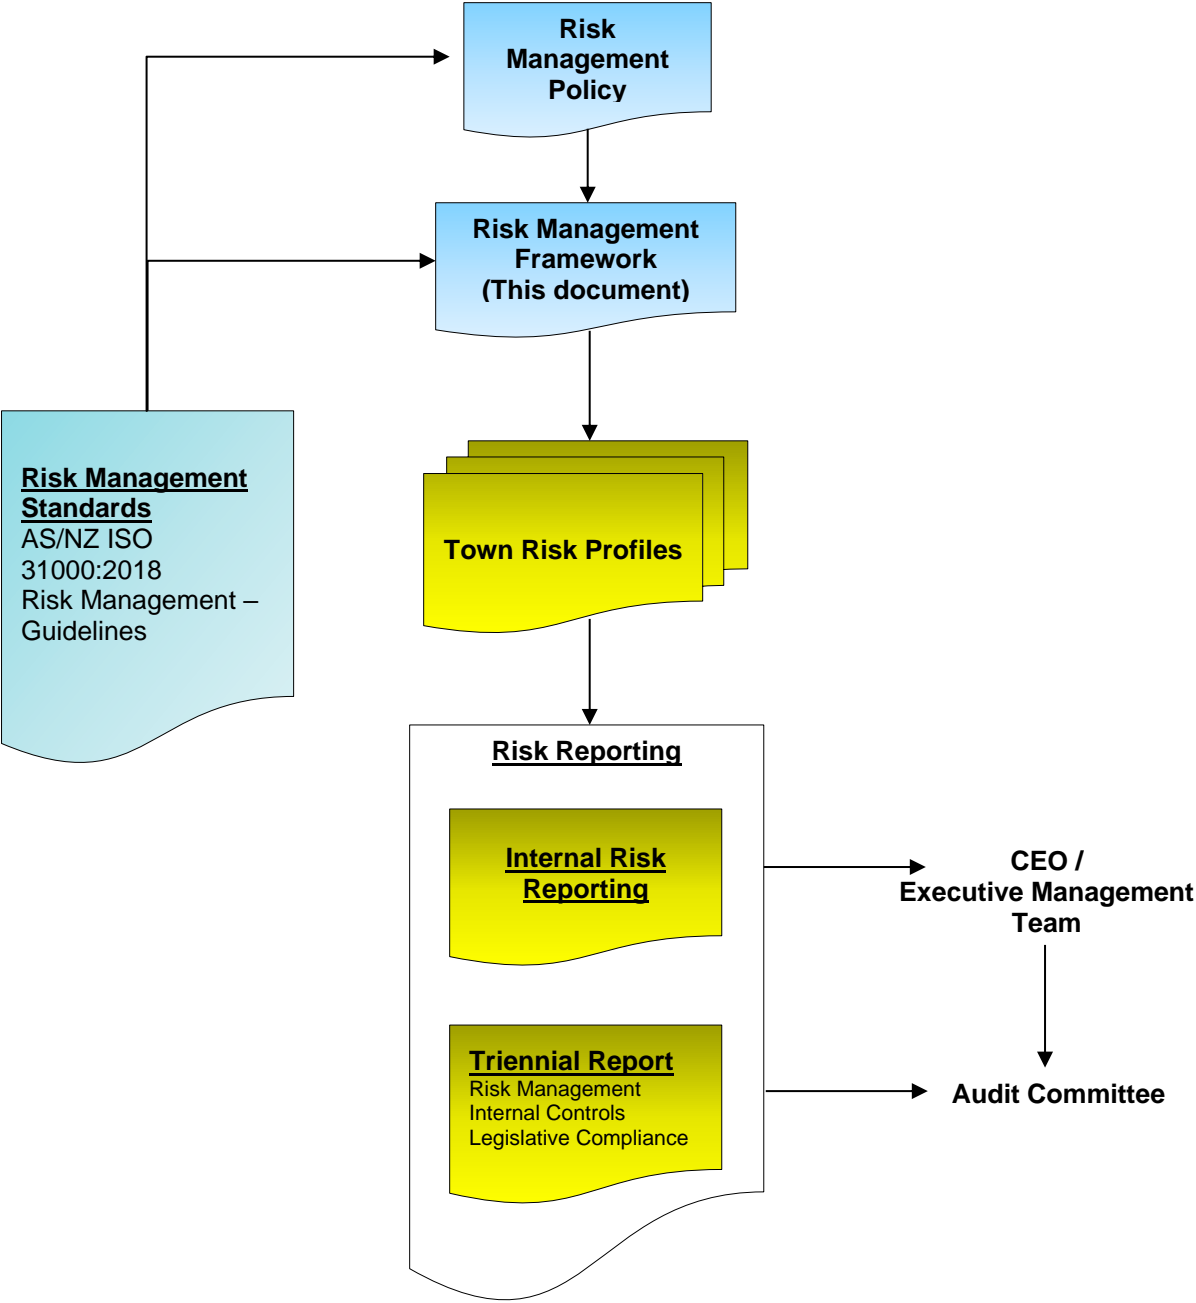 Risk
Management
Policy
Risk Management
Framework
(This document)
Risk Management
Standards
AS/NZ ISO
31000:2018
Risk Management –
Guidelines
Town Risk Profiles
Risk Reporting
Internal Risk
Reporting
CEO /
Executive Management
Team
Triennial Report
Risk Management
Internal Controls
Legislative Compliance
Audit Committee